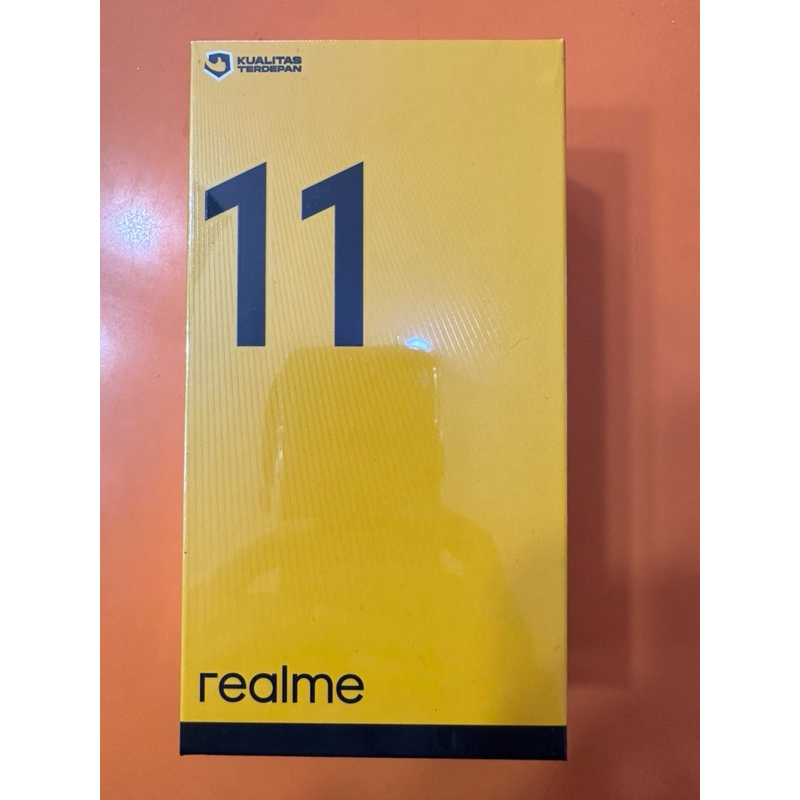 KUALITAS
TERDEPAN
11
realme